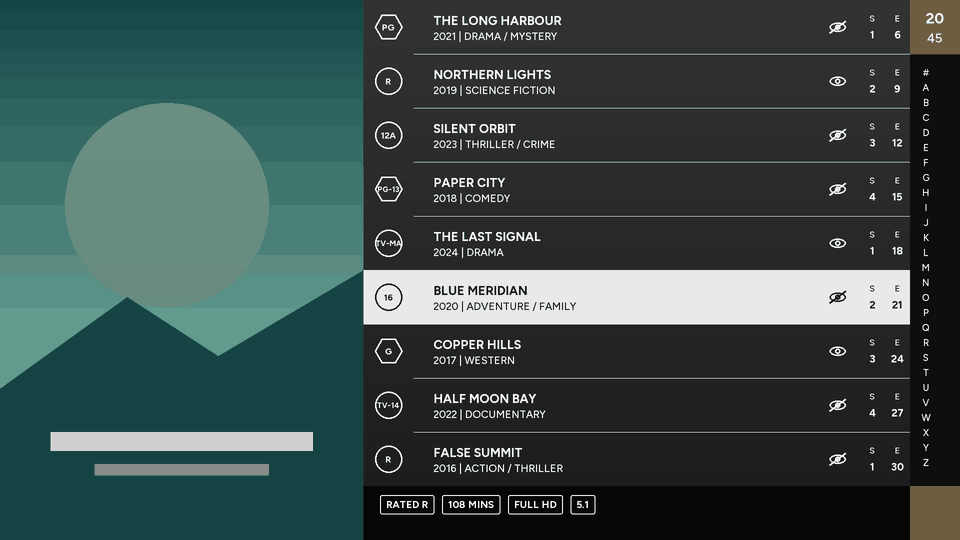 PG
THE LONG HARBOUR
2021 | DRAMA / MYSTERY
S E
1 6
R
NORTHERN LIGHTS
2019 | SCIENCE FICTION
S E
2 9
12A
SILENT ORBIT
2023 | THRILLER / CRIME
S E
3 12
PG-13
PAPER CITY
2018 | COMEDY
S E
4 15
TV-MA
THE LAST SIGNAL
2024 | DRAMA
S E
1 18
16
BLUE MERIDIAN
2020 | ADVENTURE / FAMILY
S E
2 21
G
COPPER HILLS
2017 | WESTERN
S E
3 24
TV-14
HALF MOON BAY
2022 | DOCUMENTARY
S E
4 27
R
FALSE SUMMIT
2016 | ACTION / THRILLER
S E
1 30
RATED R 108 MINS FULL HD 5.1
20
45
#
A
B
C
D
E
F
G
H
I
J
K
L
M
N
O
P
Q
R
S
T
U
V
W
X
Y
Z